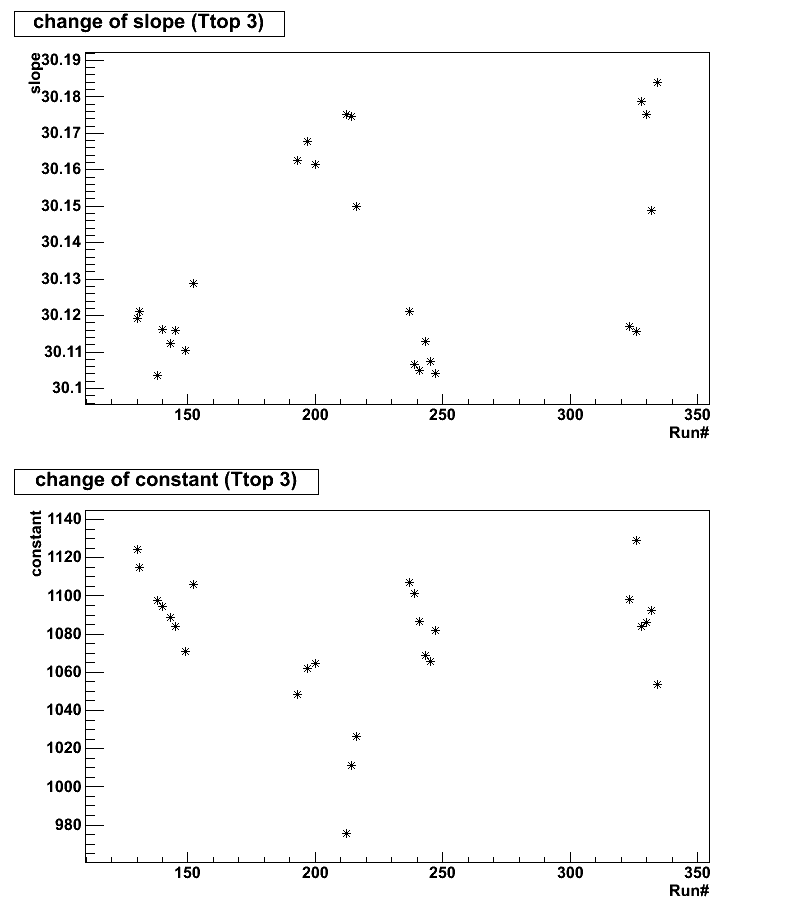 change of slope (Ttop 3)
slope
30.19
30.18
30.17
30.16
30.15
30.14
30.13
30.12
30.11
30.1
150 200 250 300 350
Run#
change of constant (Ttop 3)
constant
1140
1120
1100
1080
1060
1040
1020
1000
980
150 200 250 300 350
Run#